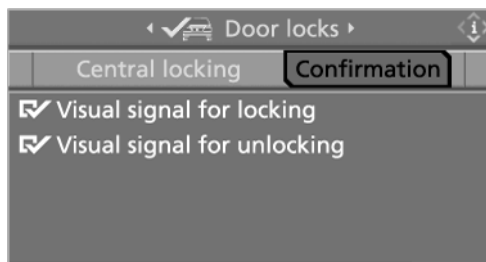 Door locks
Central locking Confirmation
Visual signal for locking
Visual signal for unlocking